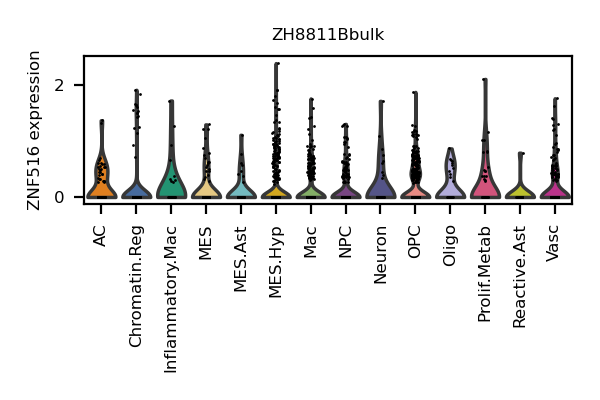 ZH8811Bbulk
ZNF516 expression
2
0
AC
Chromatin.Reg
Inflammatory.Mac
MES
MES.Ast
MES.Hyp
Mac
NPC
Neuron
OPC
Oligo
Prolif.Metab
Reactive.Ast
Vasc